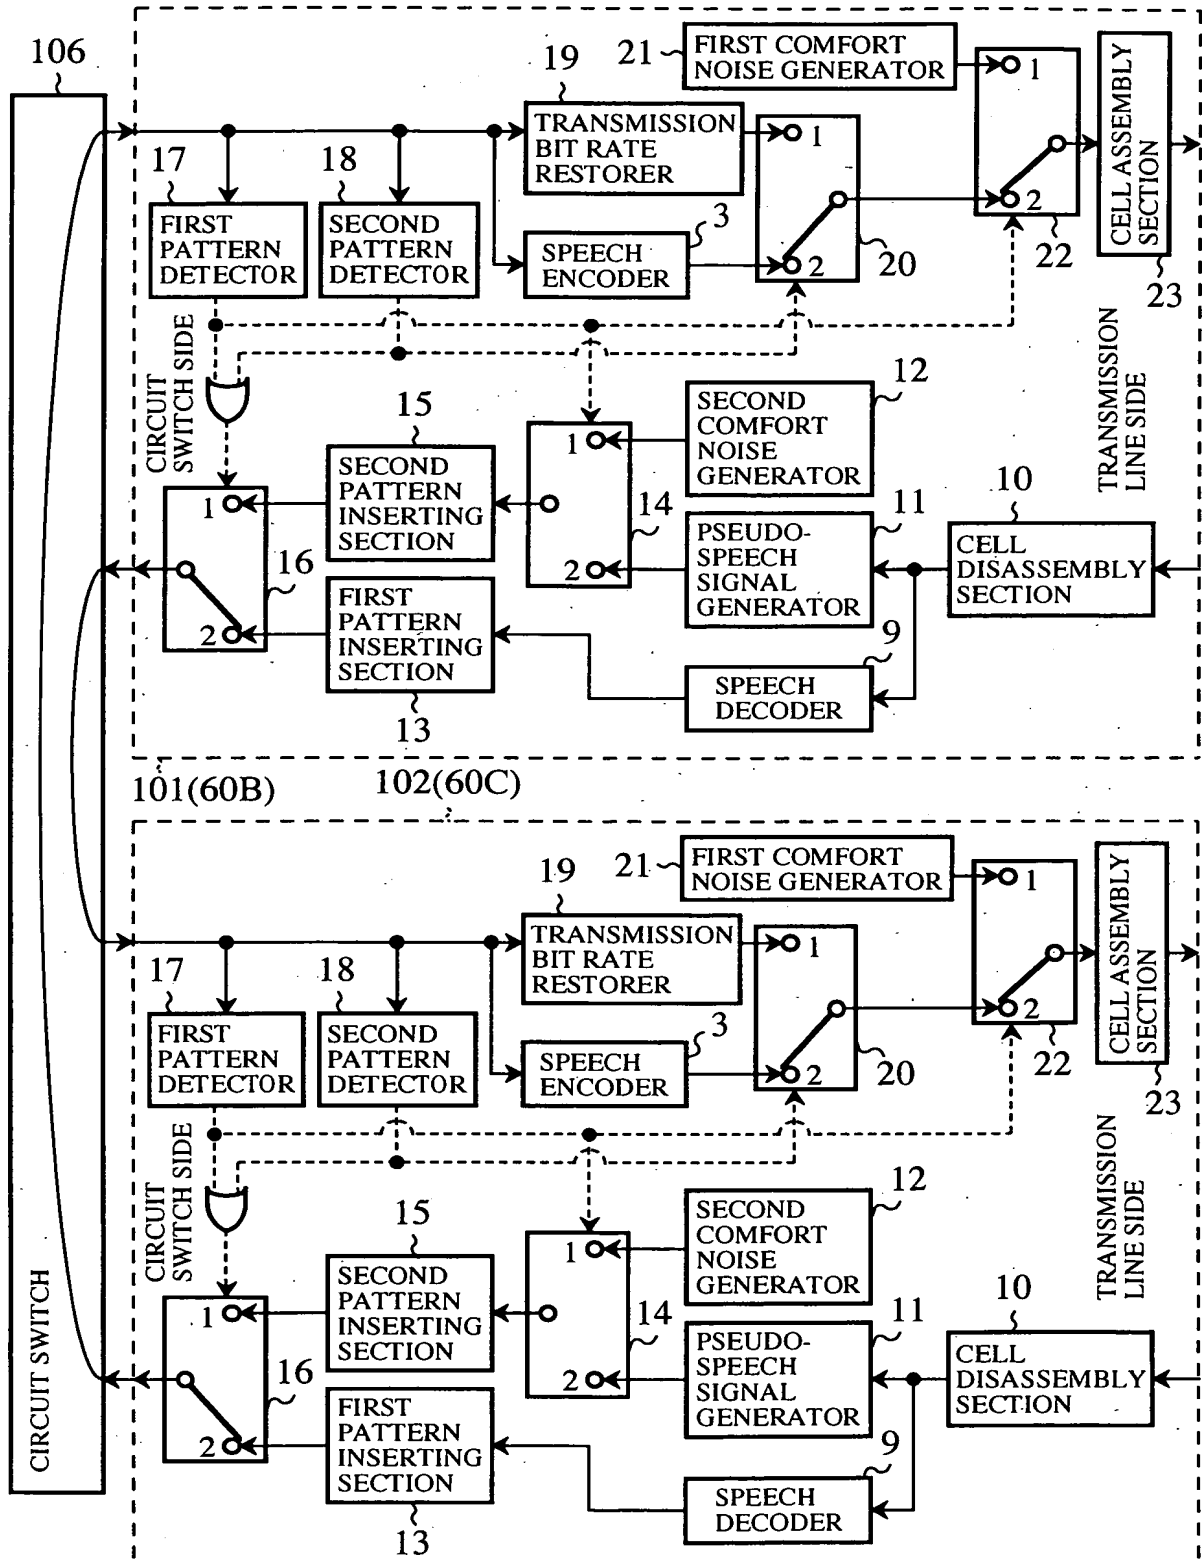 106
21
FIRST COMFORT
NOISE GENERATOR
1
2
22
CELL ASSEMBLY
SECTION
23
19
TRANSMISSION
BIT RATE
RESTORER
1
2
20
17
FIRST
PATTERN
DETECTOR
18
SECOND
PATTERN
DETECTOR
3
SPEECH
ENCODER
CIRCUIT
SWITCH SIDE
TRANSMISSION
LINE SIDE
12
SECOND
COMFORT
NOISE
GENERATOR
15
SECOND
PATTERN
INSERTING
SECTION
1
2
14
11
PSEUDO-
SPEECH
SIGNAL
GENERATOR
10
CELL
DISASSEMBLY
SECTION
1
2
16
FIRST
PATTERN
INSERTING
SECTION
13
9
SPEECH
DECODER
101(60B)
102(60C)
21
FIRST COMFORT
NOISE GENERATOR
1
2
22
CELL ASSEMBLY
SECTION
23
19
TRANSMISSION
BIT RATE
RESTORER
1
2
20
17
FIRST
PATTERN
DETECTOR
18
SECOND
PATTERN
DETECTOR
3
SPEECH
ENCODER
CIRCUIT
SWITCH SIDE
TRANSMISSION
LINE SIDE
12
SECOND
COMFORT
NOISE
GENERATOR
15
SECOND
PATTERN
INSERTING
SECTION
1
2
14
11
PSEUDO-
SPEECH
SIGNAL
GENERATOR
10
CELL
DISASSEMBLY
SECTION
1
2
16
FIRST
PATTERN
INSERTING
SECTION
13
9
SPEECH
DECODER
CIRCUIT SWITCH